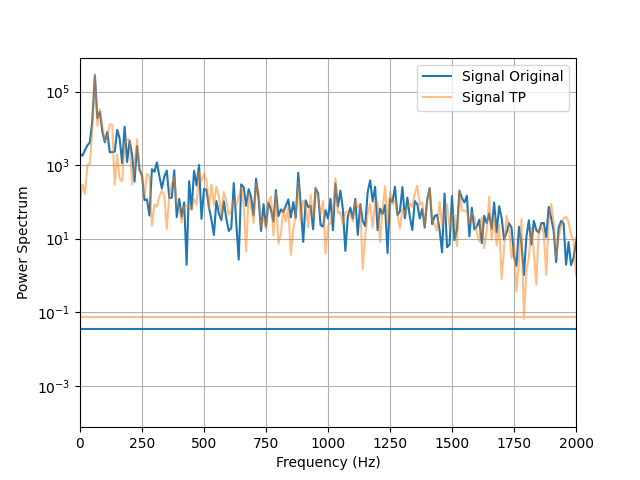 Signal Original
Signal TP
10^5
10^3
10^1
10^-1
10^-3
Power Spectrum
0 250 500 750 1000 1250 1500 1750 2000
Frequency (Hz)